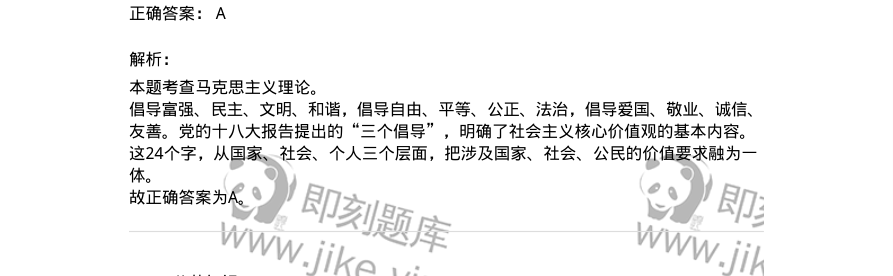 正确答案： A
解析：
本题考查马克思主义理论。
倡导富强、民主、文明、和谐，倡导自由、平等、公正、法治，倡导爱国、敬业、诚信、
友善。党的十八大报告提出的“三个倡导”，明确了社会主义核心价值观的基本内容。
这24个字，从国家、社会、个人三个层面，把涉及国家、社会、公民的价值要求融为一
体。
故正确答案为A。
即刻题库
www.jike
即
www.ji